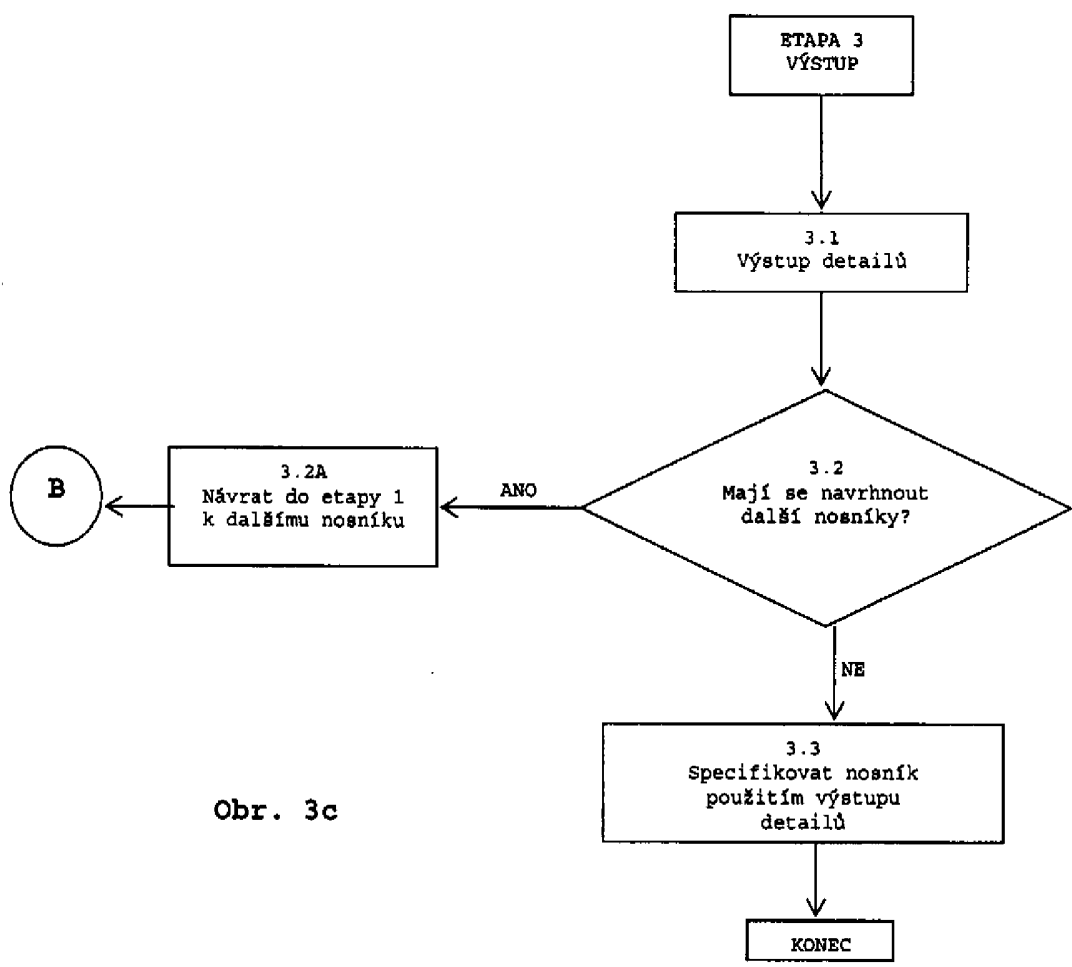 ETAPA 3
VÝSTUP
3.1
Výstup detailů
3.2
Mají se navrhnout
další nosníky?
ANO
3.2A
Návrat do etapy 1
k dalšímu nosníku
B
NE
3.3
Specifikovat nosník
použitím výstupu
detailů
Obr. 3c
KONEC